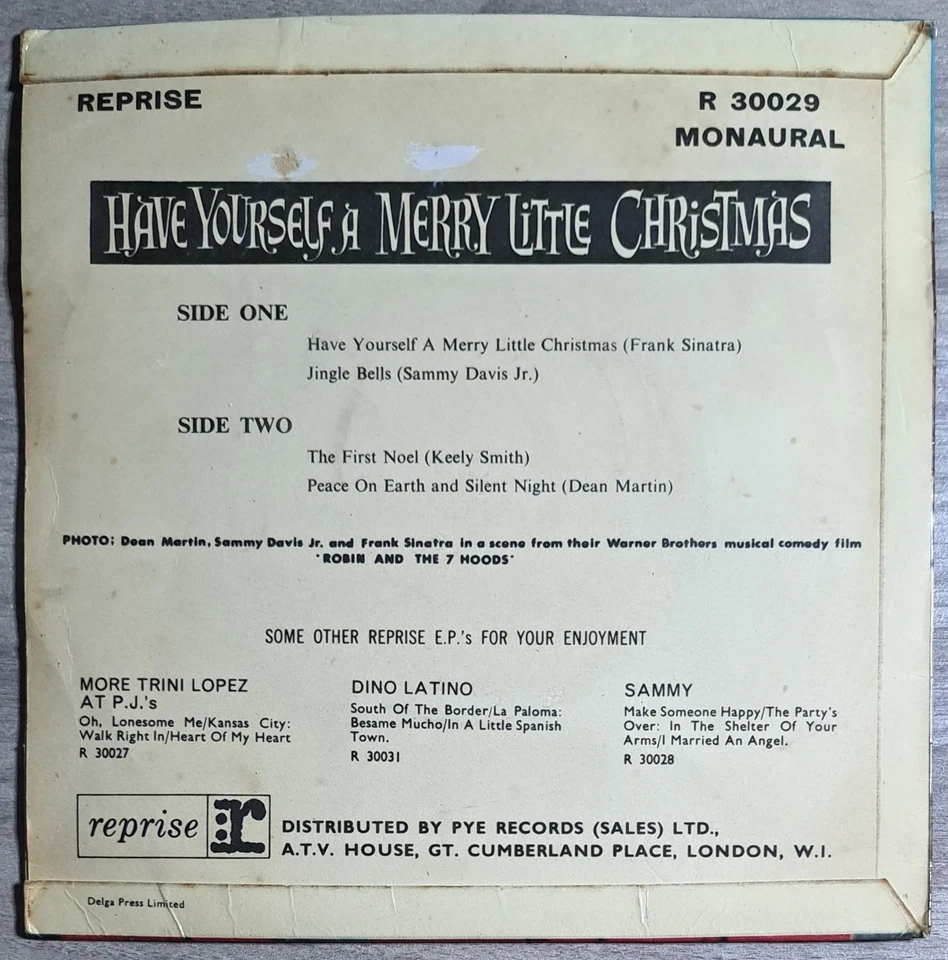 REPRISE
R 30029
MONAURAL
HAVE YOURSELF A MERRY LITTLE CHRISTMAS
SIDE ONE
Have Yourself A Merry Little Christmas (Frank Sinatra)
Jingle Bells (Sammy Davis Jr.)
SIDE TWO
The First Noel (Keely Smith)
Peace On Earth and Silent Night (Dean Martin)
PHOTO: Dean Martin, Sammy Davis Jr. and Frank Sinatra in a scene from their Warner Brothers musical comedy film
'ROBIN AND THE 7 HOODS'
SOME OTHER REPRISE E.P.'s FOR YOUR ENJOYMENT
MORE TRINI LOPEZ
AT P.J.'s
Oh, Lonesome Me/Kansas City:
Walk Right In/Heart Of My Heart
R 30027
DINO LATINO
South Of The Border/La Paloma:
Besame Mucho/In A Little Spanish
Town.
R 30031
SAMMY
Make Someone Happy/The Party's
Over: In The Shelter Of Your
Arms/I Married An Angel.
R 30028
reprise r
DISTRIBUTED BY PYE RECORDS (SALES) LTD.,
A.T.V. HOUSE, GT. CUMBERLAND PLACE, LONDON, W.I.
Delga Press Limited